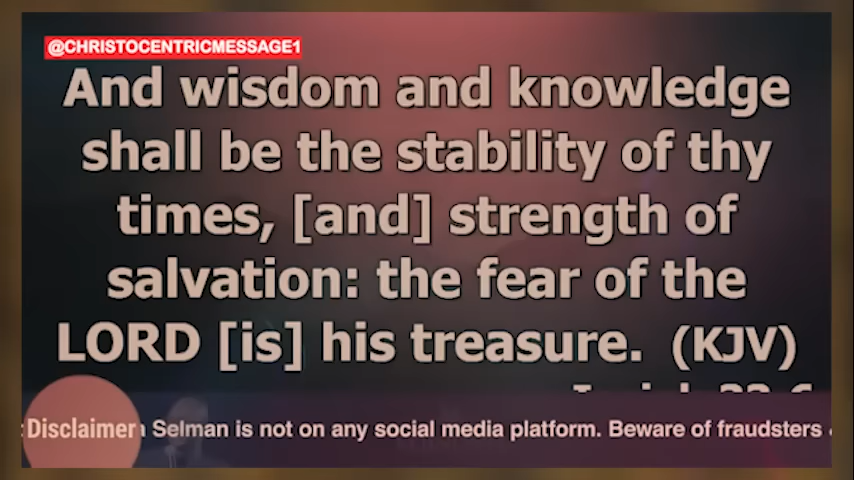 @CHRISTOCENTRICMESSAGE1
And wisdom and knowledge
shall be the stability of thy
times, [and] strength of
salvation: the fear of the
LORD [is] his treasure. (KJV)
Disclaimer
Selman is not on any social media platform. Beware of fraudsters